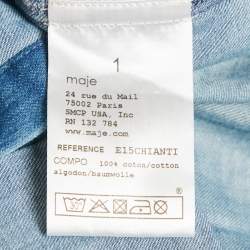 1
maje
24 rue du Mail
75002 Paris
SMCP USA, Inc
RN 132 784
www.maje.com
REFERENCE E15CHIANTI
COMPO 100% coton/cotton
algodon/baumwolle
®